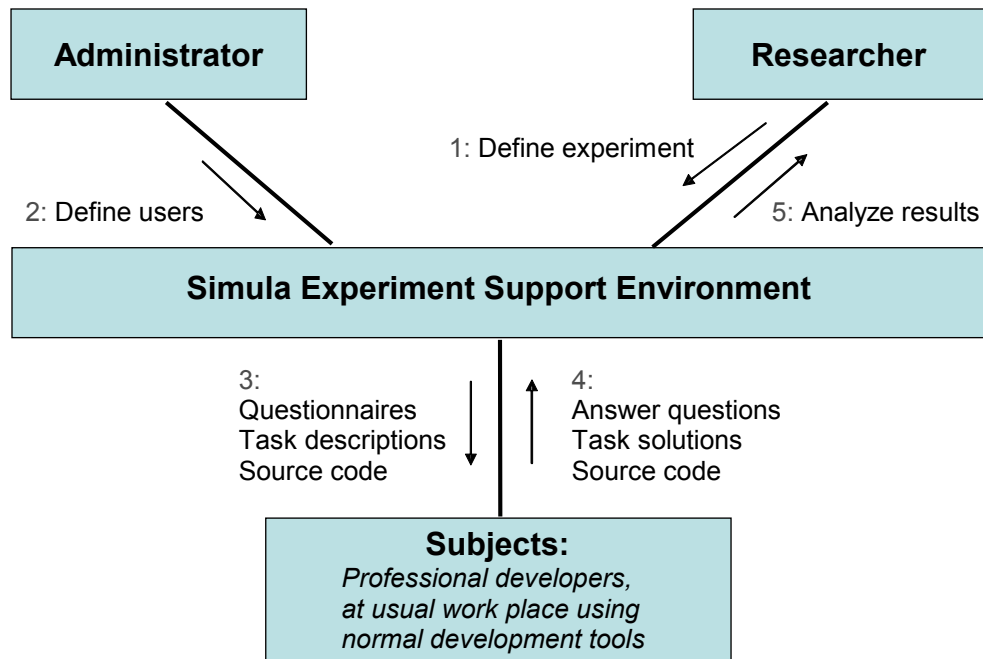 Administrator
Researcher
1: Define experiment
2: Define users
5: Analyze results
Simula Experiment Support Environment
3:
Questionnaires
Task descriptions
Source code
4:
Answer questions
Task solutions
Source code
Subjects:
Professional developers,
at usual work place using
normal development tools